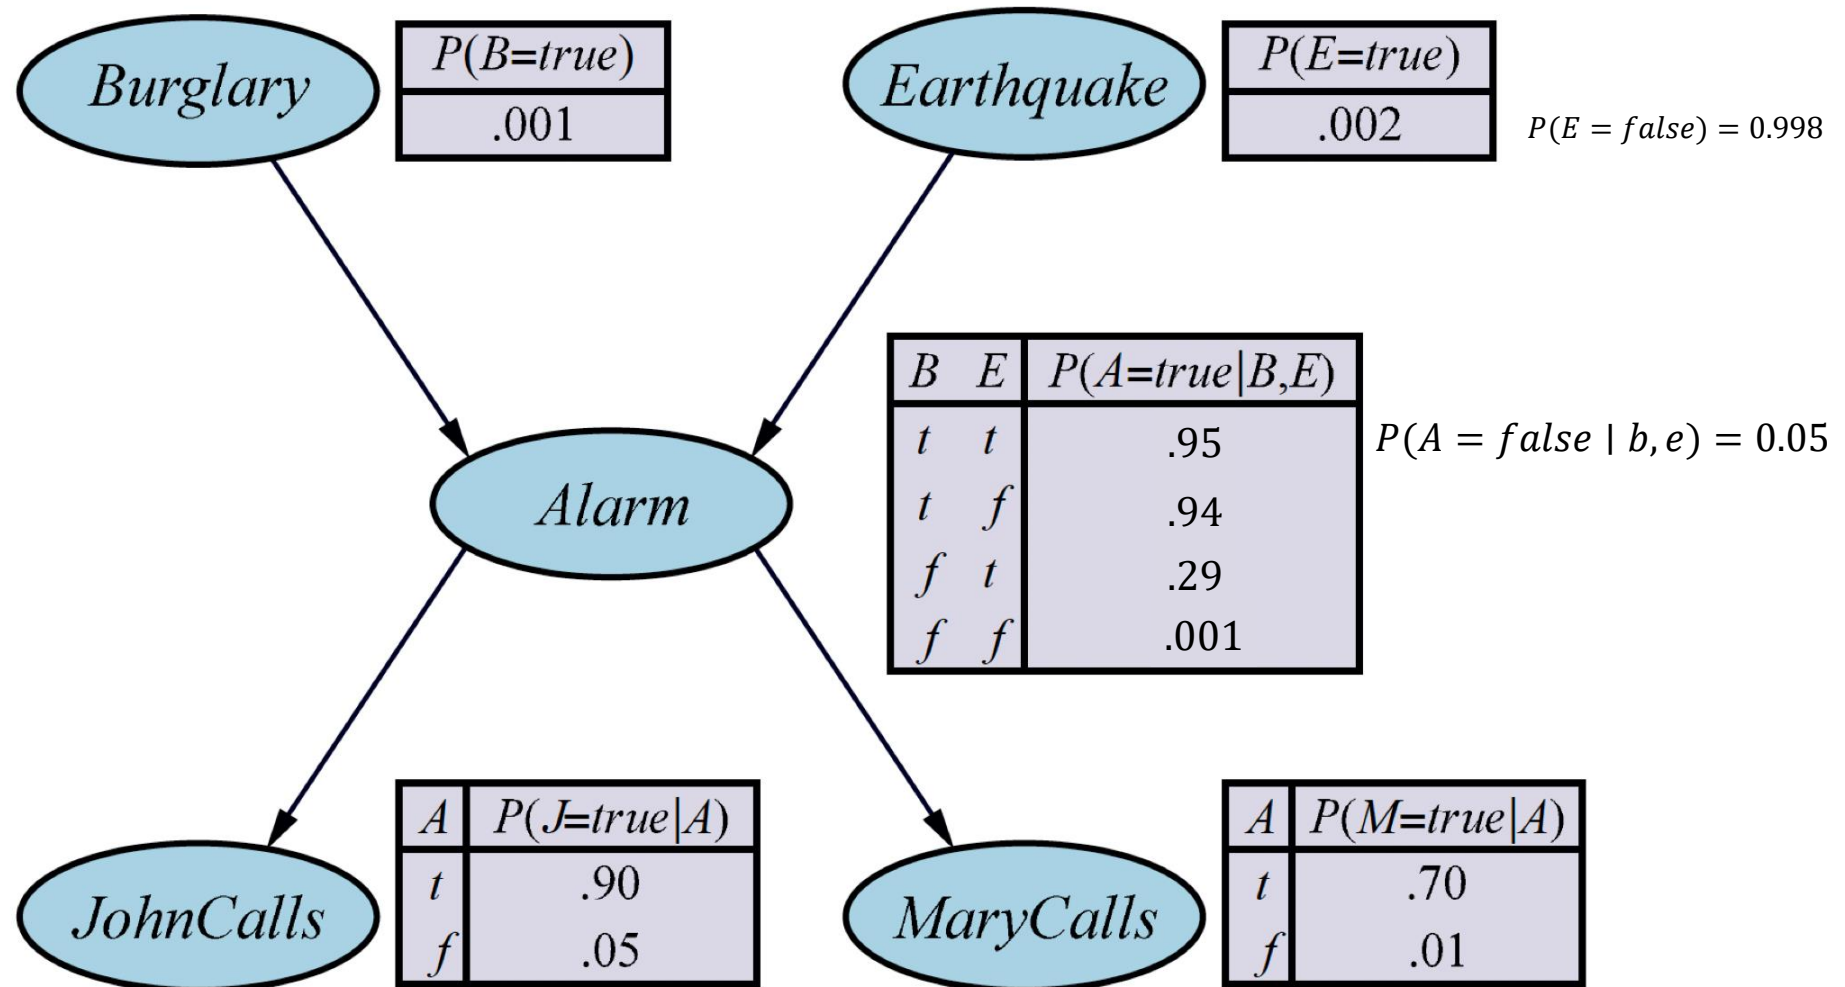 Burglary
P(B=true)
.001
Earthquake
P(E=true)
.002
P(E = false) = 0.998
B E P(A=true|B,E)
t t .95
t f .94
f t .29
f f .001
P(A = false | b, e) = 0.05
Alarm
JohnCalls
A P(J=true|A)
t .90
f .05
MaryCalls
A P(M=true|A)
t .70
f .01